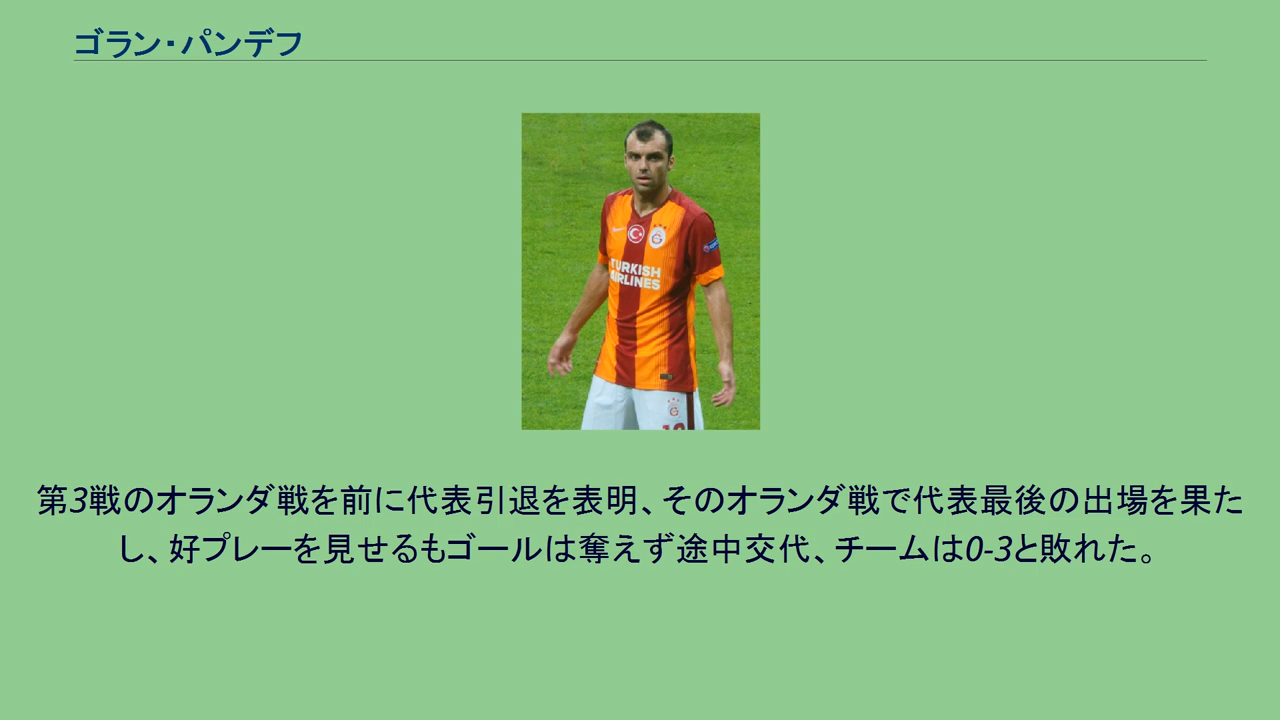 ゴラン・パンデフ
TURKISH
AIRLINES
第3戦のオランダ戦を前に代表引退を表明、そのオランダ戦で代表最後の出場を果た
し、好プレーを見せるもゴールは奪えず途中交代、チームは0-3と敗れた。